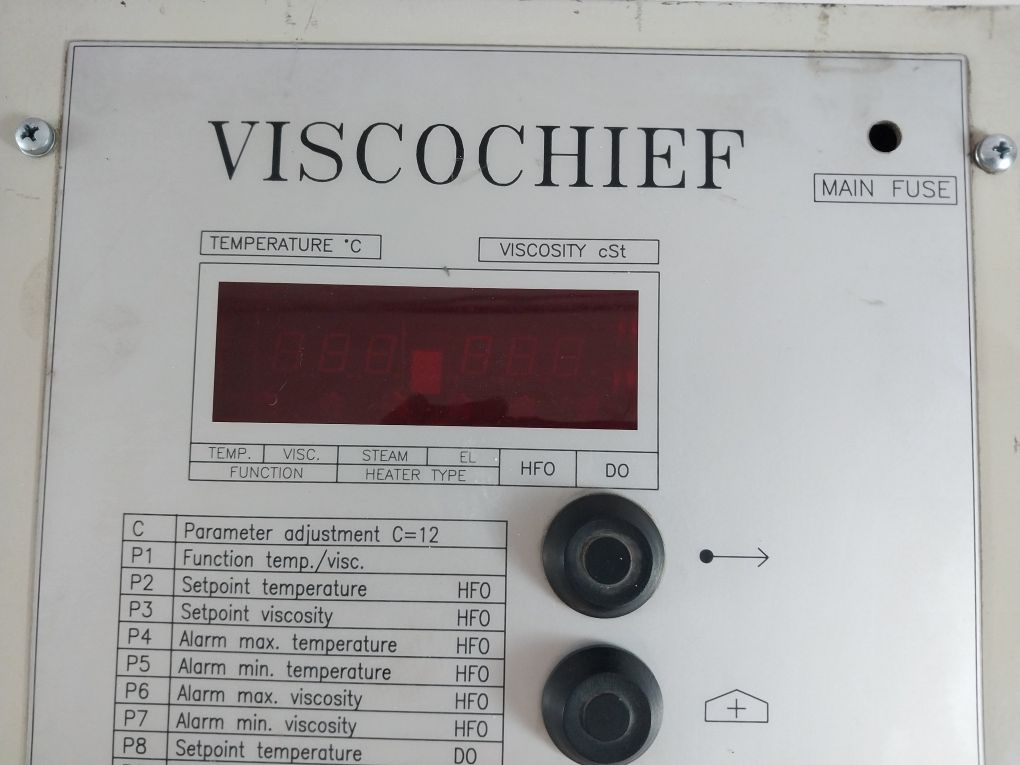 VISCOCHIEF
MAIN FUSE
TEMPERATURE °C
VISCOSITY cSt
TEMP. VISC. STEAM EL
FUNCTION HEATER TYPE HFO DO
C Parameter adjustment C=12
P1 Function temp./visc.
P2 Setpoint temperature HFO
P3 Setpoint viscosity HFO
P4 Alarm max. temperature HFO
P5 Alarm min. temperature HFO
P6 Alarm max. viscosity HFO
P7 Alarm min. viscosity HFO
P8 Setpoint temperature DO